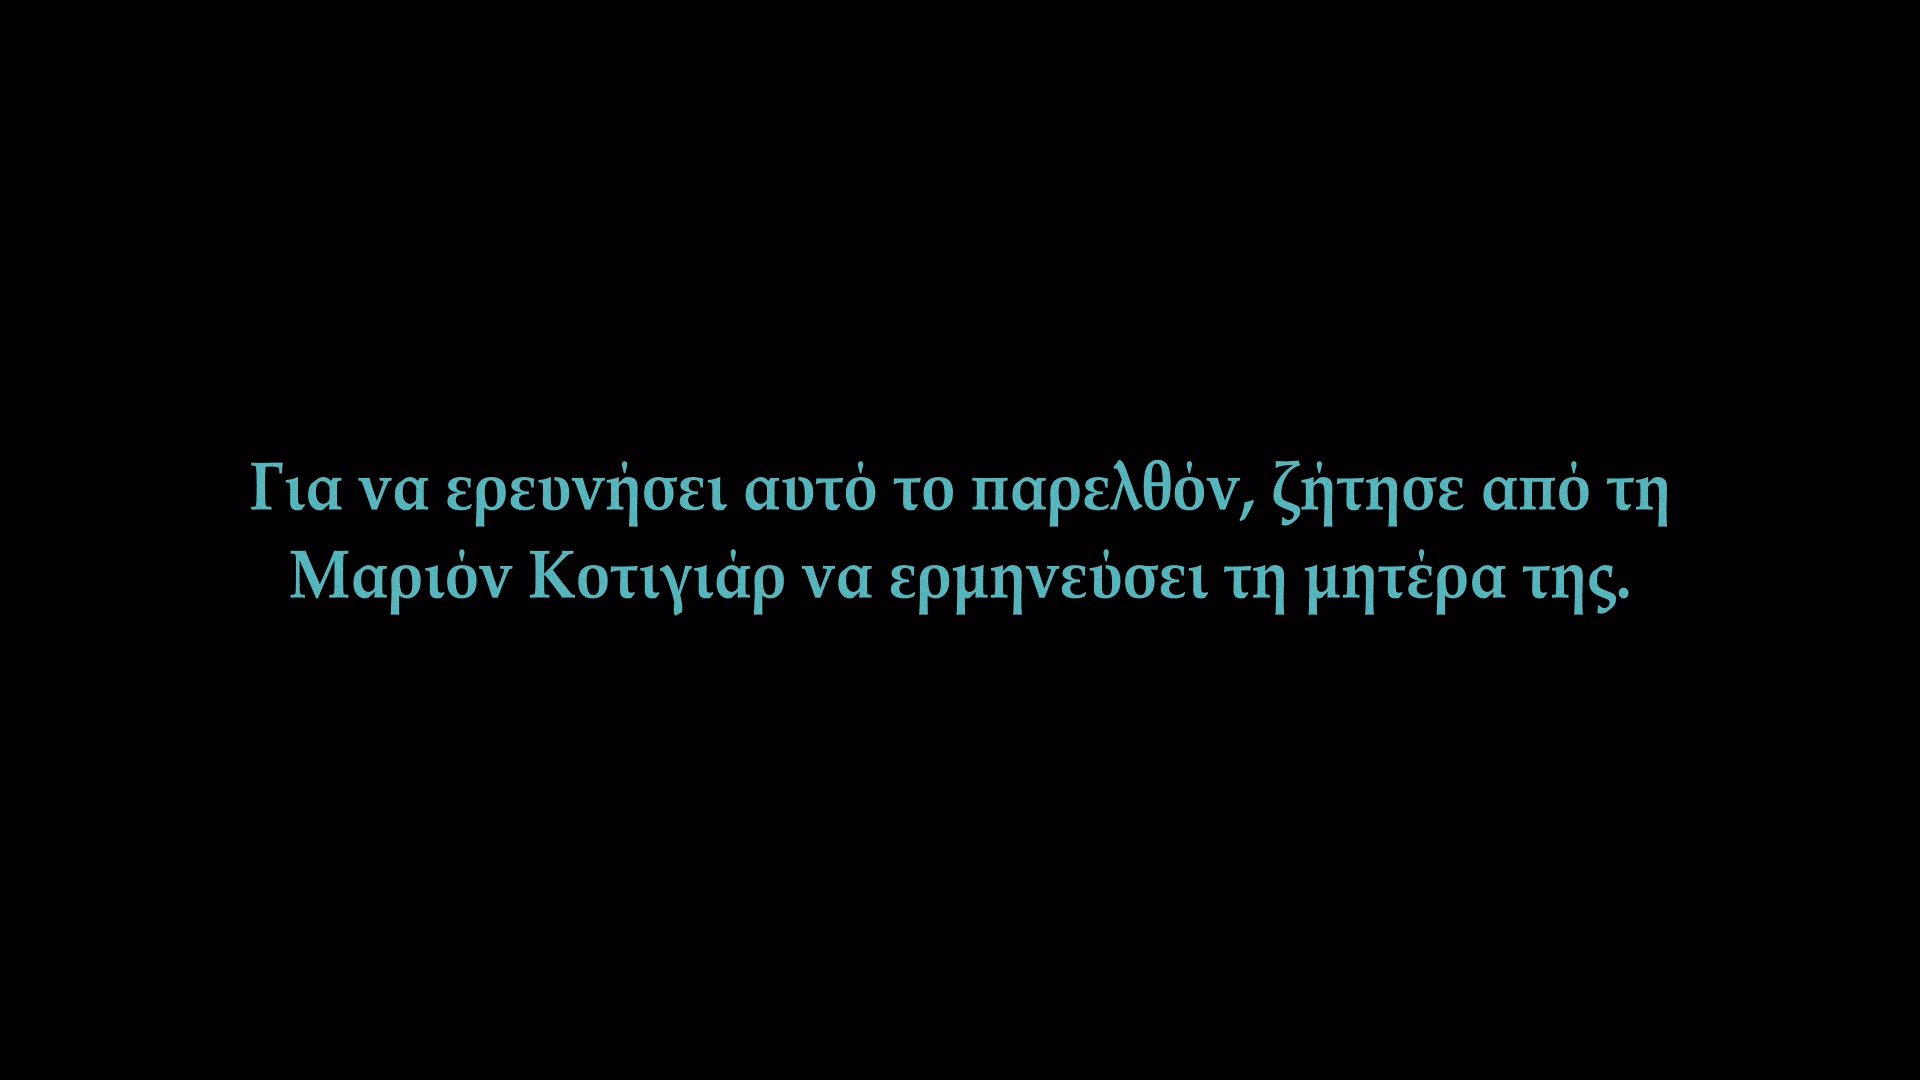 Για να ερευνήσει αυτό το παρελθόν, ζήτησε από τη
Μαριόν Κοτιγιάρ να ερμηνεύσει τη μητέρα της.